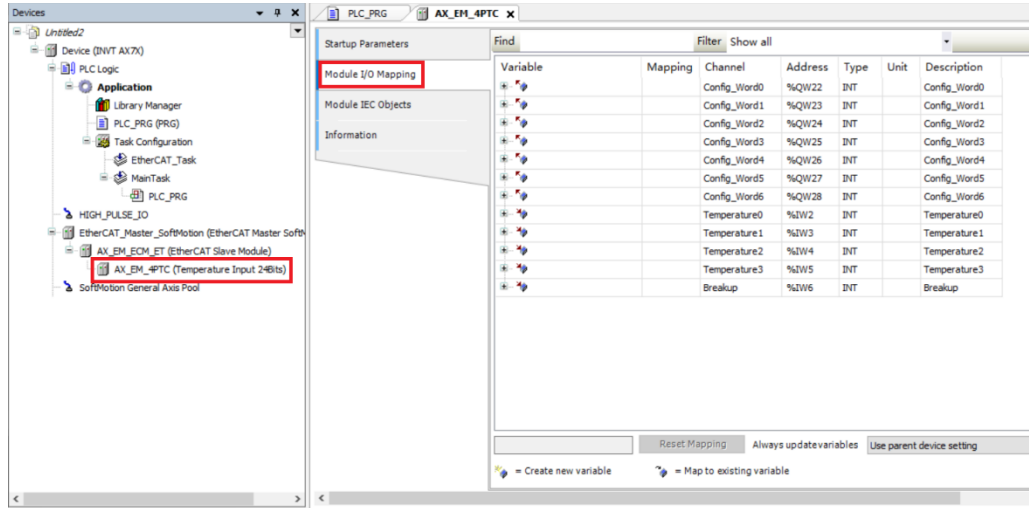 Devices
Untitled2
Device (INVT AX7X)
PLC Logic
Application
Library Manager
PLC_PRG (PRG)
Task Configuration
EtherCAT_Task
MainTask
PLC_PRG
HIGH_PULSE_IO
EtherCAT_Master_SoftMotion (EtherCAT Master Soft
AX_EM_ECM_ET (EtherCAT Slave Module)
AX_EM_4PTC (Temperature Input 24Bits)
SoftMotion General Axis Pool
PLC_PRG AX_EM_4PTC
Startup Parameters
Module I/O Mapping
Module IEC Objects
Information
Find Filter Show all
Variable Mapping Channel Address Type Unit Description
Config_Word0 %QW22 INT Config_Word0
Config_Word1 %QW23 INT Config_Word1
Config_Word2 %QW24 INT Config_Word2
Config_Word3 %QW25 INT Config_Word3
Config_Word4 %QW26 INT Config_Word4
Config_Word5 %QW27 INT Config_Word5
Config_Word6 %QW28 INT Config_Word6
Temperature0 %IW2 INT Temperature0
Temperature1 %IW3 INT Temperature1
Temperature2 %IW4 INT Temperature2
Temperature3 %IW5 INT Temperature3
Breakup %IW6 INT Breakup
Reset Mapping Always update variables Use parent device setting
= Create new variable = Map to existing variable